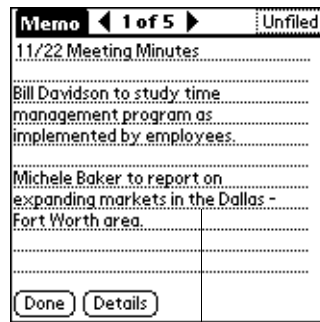 Memo 1 of 5 Unfiled
11/22 Meeting Minutes
Bill Davidson to study time
management program as
implemented by employees.
Michele Baker to report on
expanding markets in the Dallas -
Fort Worth area.
Done Details